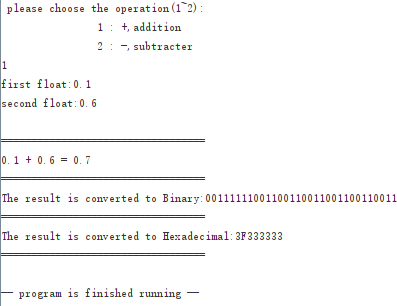 please choose the operation(1~2):
1 : +,addition
2 : -,subtracter
1
first float:0.1
second float:0.6
0.1 + 0.6 = 0.7
The result is converted to Binary:00111111001100110011001100110011
The result is converted to Hexadecimal:3F333333
-- program is finished running --